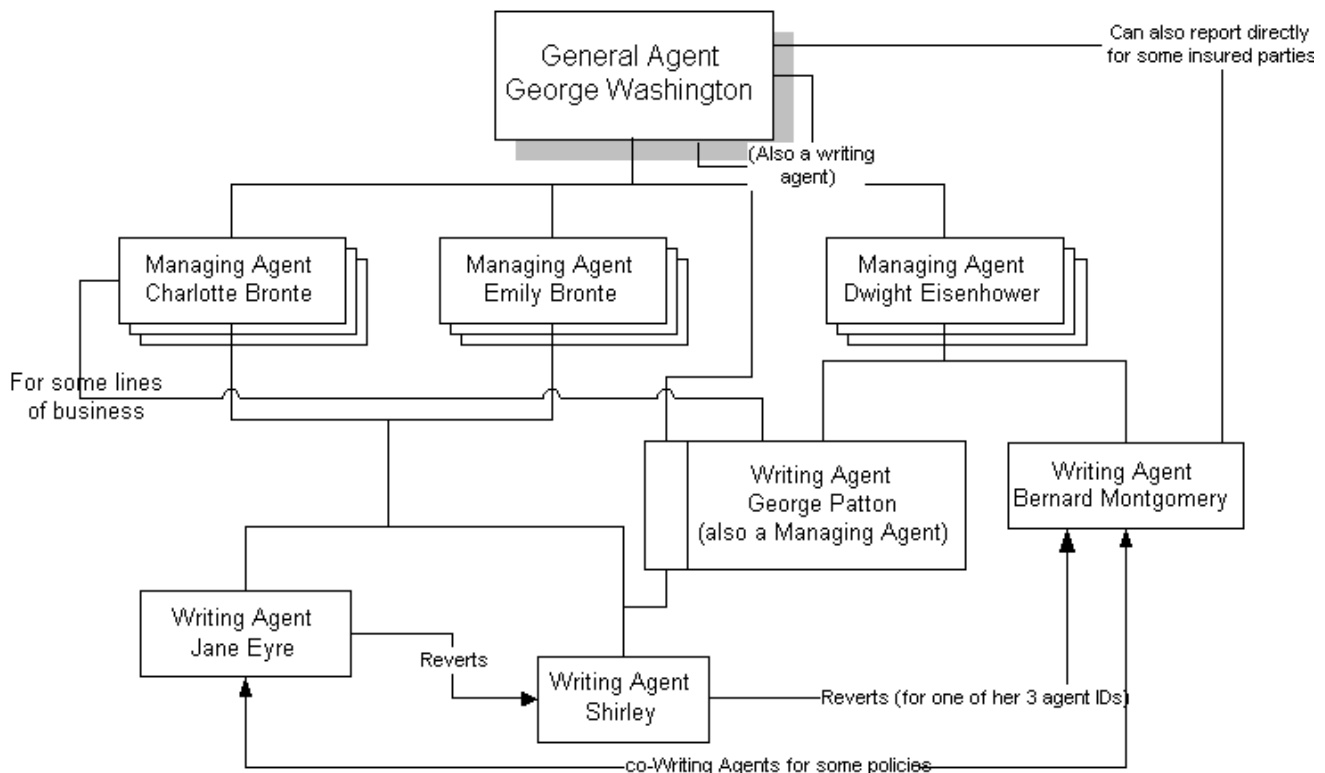 General Agent
George Washington
Can also report directly
for some insured parties
(Also a writing
agent)
Managing Agent
Charlotte Bronte
Managing Agent
Emily Bronte
Managing Agent
Dwight Eisenhower
For some lines
of business
Writing Agent
George Patton
(also a Managing Agent)
Writing Agent
Bernard Montgomery
Writing Agent
Jane Eyre
Reverts
Writing Agent
Shirley
Reverts (for one of her 3 agent IDs)
co-Writing Agents for some policies